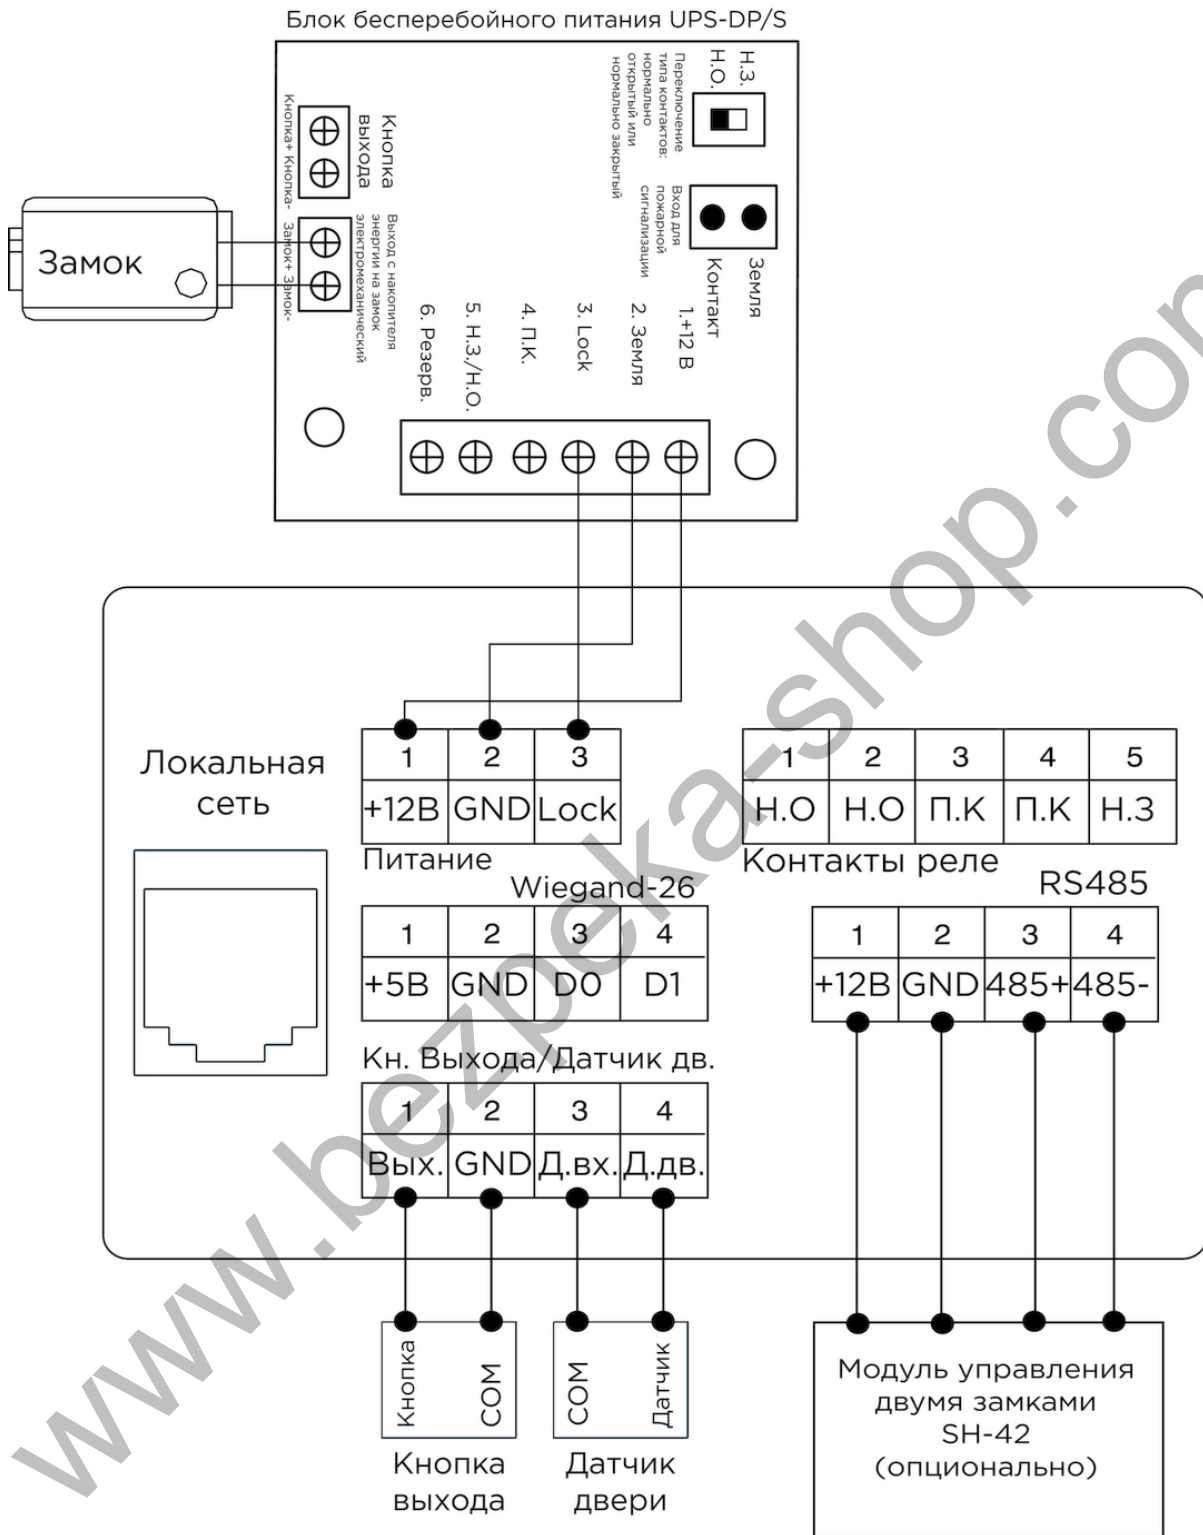 Блок бесперебойного питания UPS-DP/S
Н.О.
Н.З.
Переключение
типа контактов:
нормально
открытый или
нормально закрытый
Кнопка
выхода
Кнопка+ Кнопка-
Вход для
пожарной
сигнализации
Контакт
Земля
Выход с накопителя
энергии на замок
электромеханический
Замок+ Замок-
Замок
6. Резерв.
5. Н.З./Н.О.
4. П.К.
3. Lock
2. Земля
1.+12 В
Локальная
сеть
1 2 3
+12В GND Lock
Питание
1 2 3 4 5
Н.О Н.О П.К П.К Н.З
Контакты реле
Wiegand-26
1 2 3 4
+5В GND D0 D1
RS485
1 2 3 4
+12В GND 485+ 485-
Кн. Выхода/Датчик дв.
1 2 3 4
Вых. GND Д.вх. Д.дв.
Кнопка
COM
COM
Датчик
Кнопка
выхода
Датчик
двери
Модуль управления
двумя замками
SH-42
(опционально)
www.bezpeka-shop.com